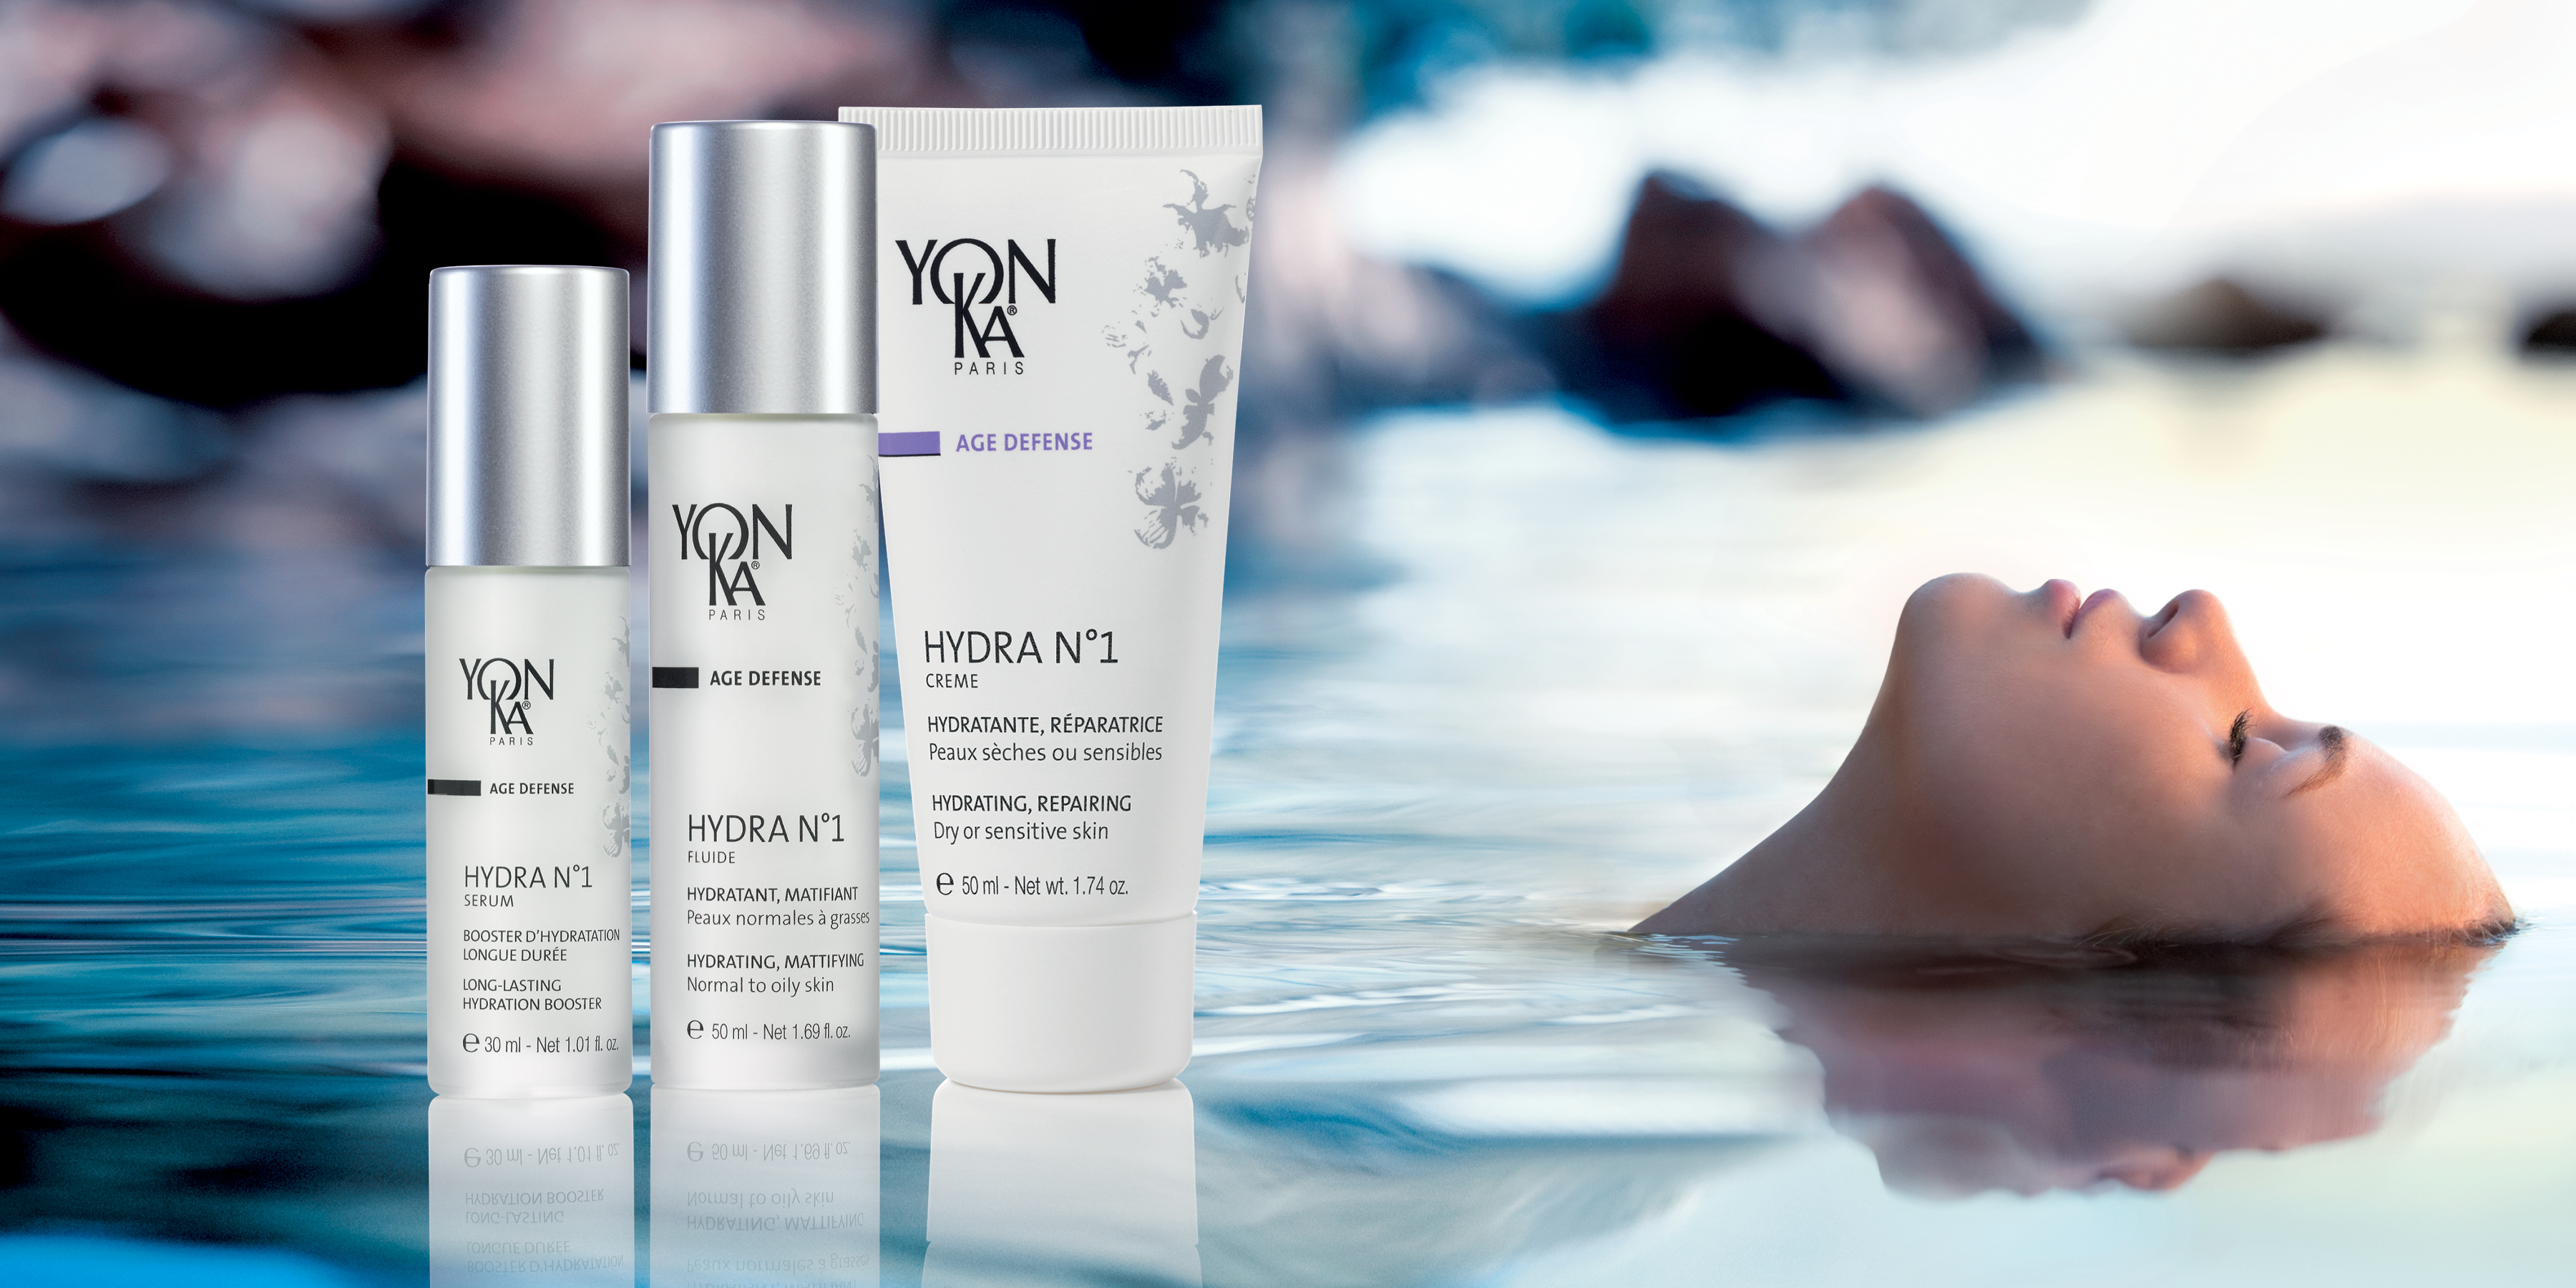 YON
KA®
PARIS
AGE DEFENSE
HYDRA N°1
SERUM
BOOSTER D'HYDRATATION
LONGUE DURÉE
LONG-LASTING
HYDRATION BOOSTER
e 30 ml - Net 1.01 fl. oz.
YON
KA®
PARIS
AGE DEFENSE
HYDRA N°1
FLUIDE
HYDRATANT, MATIFIANT
Peaux normales à grasses
HYDRATING, MATTIFYING
Normal to oily skin
e 50 ml - Net 1.69 fl. oz.
YON
KA®
PARIS
AGE DEFENSE
HYDRA N°1
CREME
HYDRATANTE, RÉPARATRICE
Peaux sèches ou sensibles
HYDRATING, REPAIRING
Dry or sensitive skin
e 50 ml - Net wt. 1.74 oz.